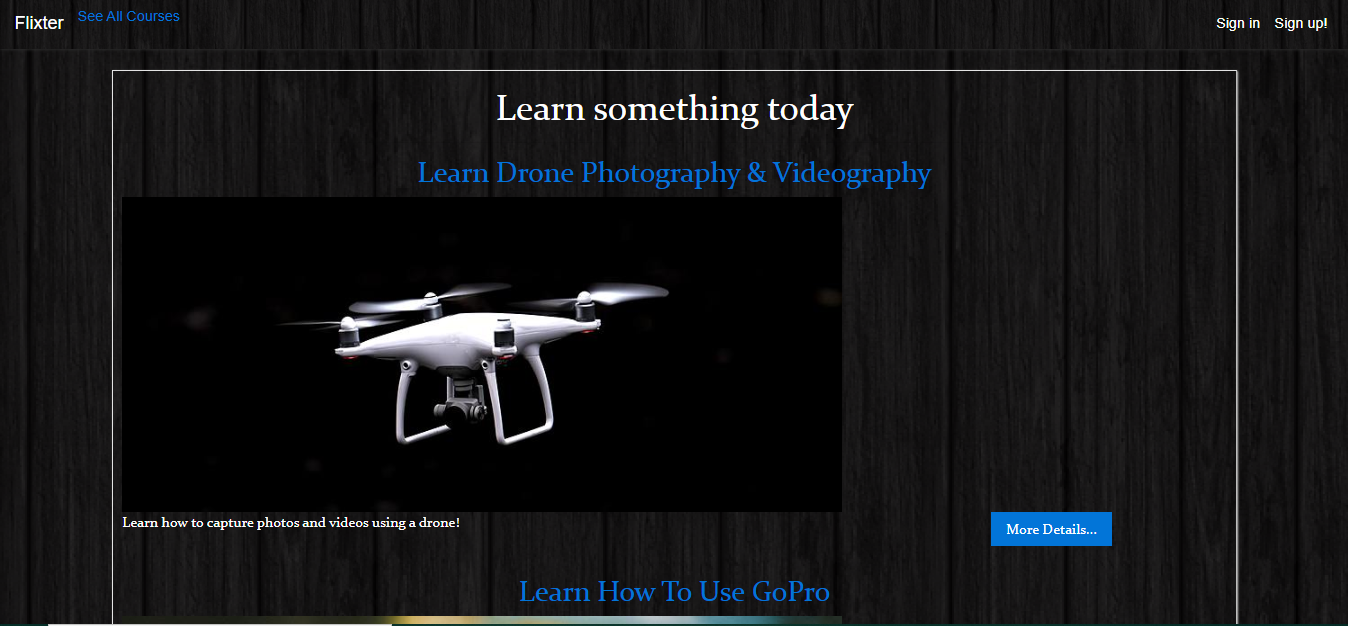 Flixter
See All Courses
Sign in
Sign up!
Learn something today
Learn Drone Photography & Videography
Learn how to capture photos and videos using a drone!
More Details...
Learn How To Use GoPro